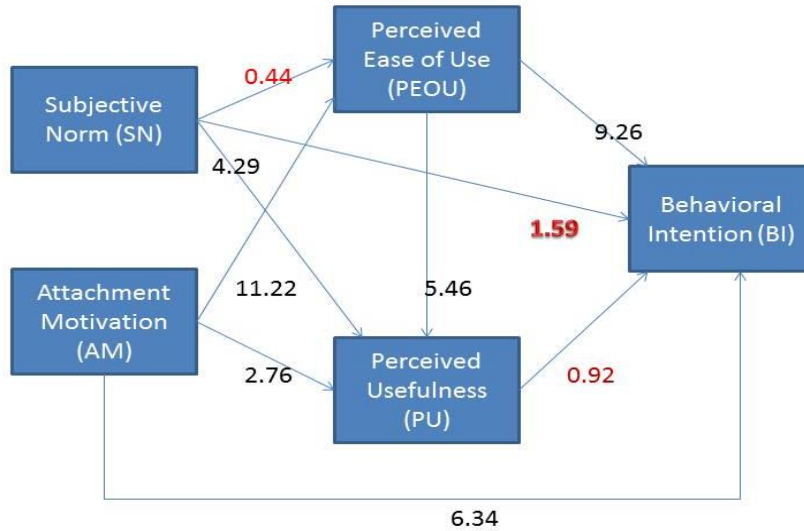 Perceived
Ease of Use
(PEOU)
0.44
Subjective
Norm (SN)
9.26
4.29
Behavioral
Intention (BI)
1.59
Attachment
Motivation
(AM)
11.22
5.46
Perceived
Usefulness
(PU)
2.76
0.92
6.34